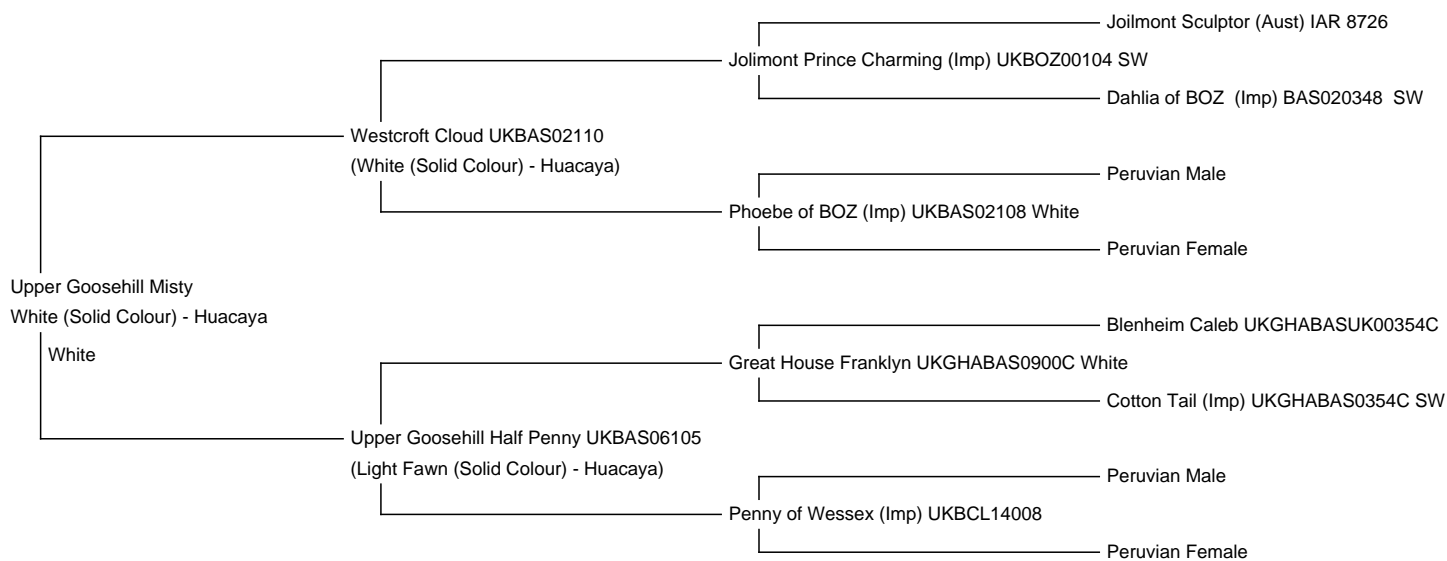 Joilmont Sculptor (Aust) IAR 8726
Jolimont Prince Charming (Imp) UKBOZ00104 SW
Dahlia of BOZ  (Imp) BAS020348  SW
Westcroft Cloud UKBAS02110
(White (Solid Colour) - Huacaya)
Peruvian Male
Phoebe of BOZ (Imp) UKBAS02108 White
Peruvian Female
Upper Goosehill Misty
White (Solid Colour) - Huacaya
White
Blenheim Caleb UKGHABASUK00354C
Great House Franklyn UKGHABAS0900C White
Cotton Tail (Imp) UKGHABAS0354C SW
Upper Goosehill Half Penny UKBAS06105
(Light Fawn (Solid Colour) - Huacaya)
Peruvian Male
Penny of Wessex (Imp) UKBCL14008
Peruvian Female